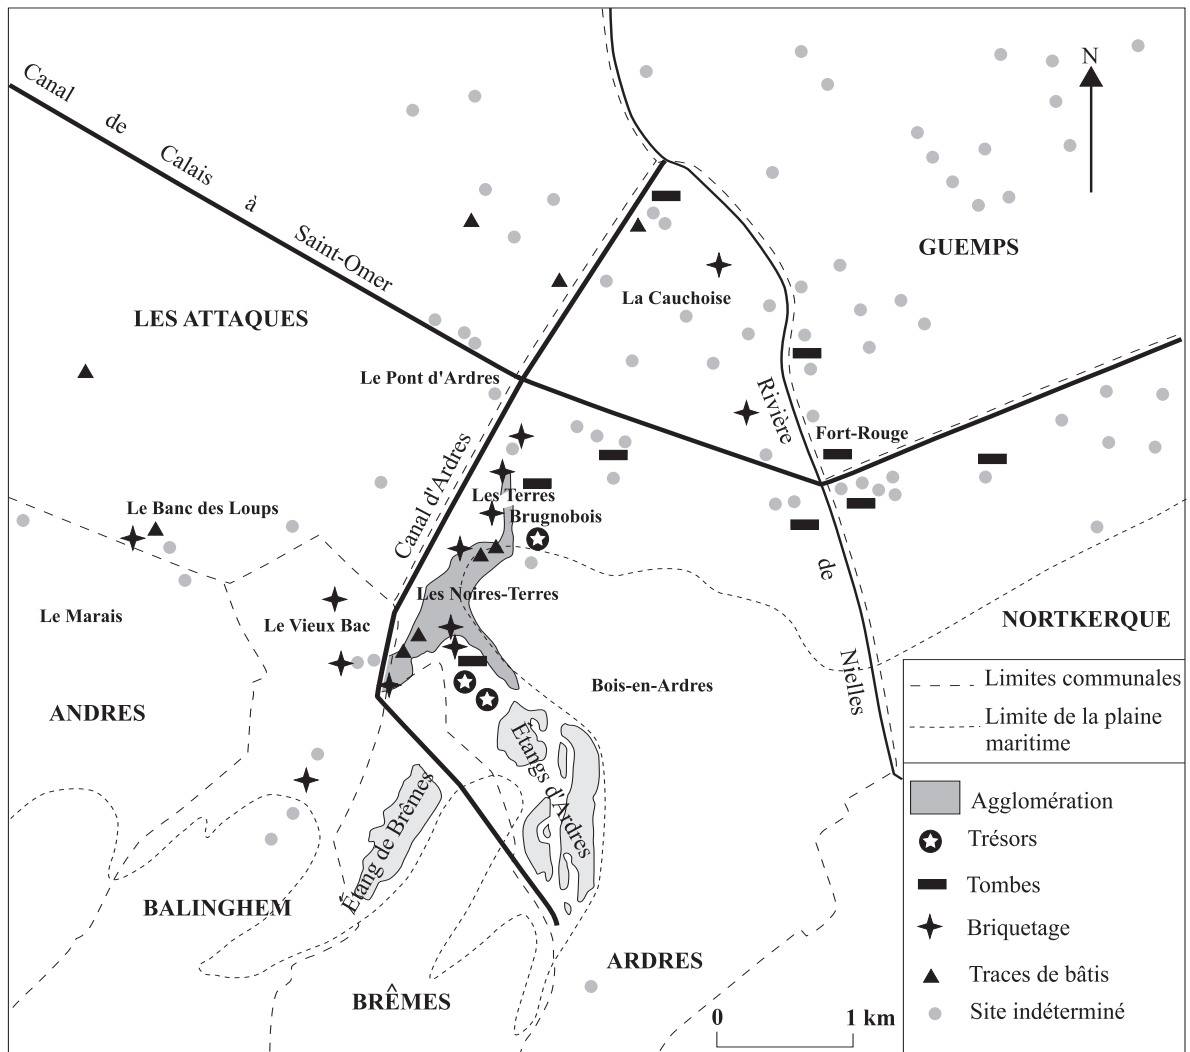 N
Canal de Calais à Saint-Omer
GUEMPS
La Cauchoise
LES ATTAQUES
Le Pont d'Ardres
Rivière de Nielles
Fort-Rouge
Canal d'Ardres
Les Terres
Brugnobois
Le Banc des Loups
Les Noires-Terres
Le Marais
Le Vieux Bac
NORTKERQUE
Bois-en-Ardres
ANDRES
Étangs d'Ardres
Étang de Brêmes
BALINGHEM
ARDRES
BRÊMES
0 1 km
Limites communales
Limite de la plaine
maritime
Agglomération
Trésors
Tombes
Briquetage
Traces de bâtis
Site indéterminé